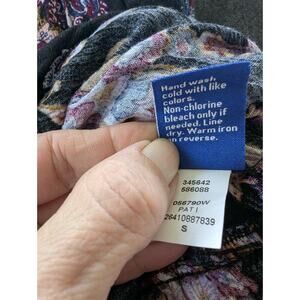 Hand wash
cold with like
colors.
Non-chlorine
bleach only if
needed. Line
dry. Warm iron
on reverse.
345642
586088
056790W
PAT I
26410887839
S